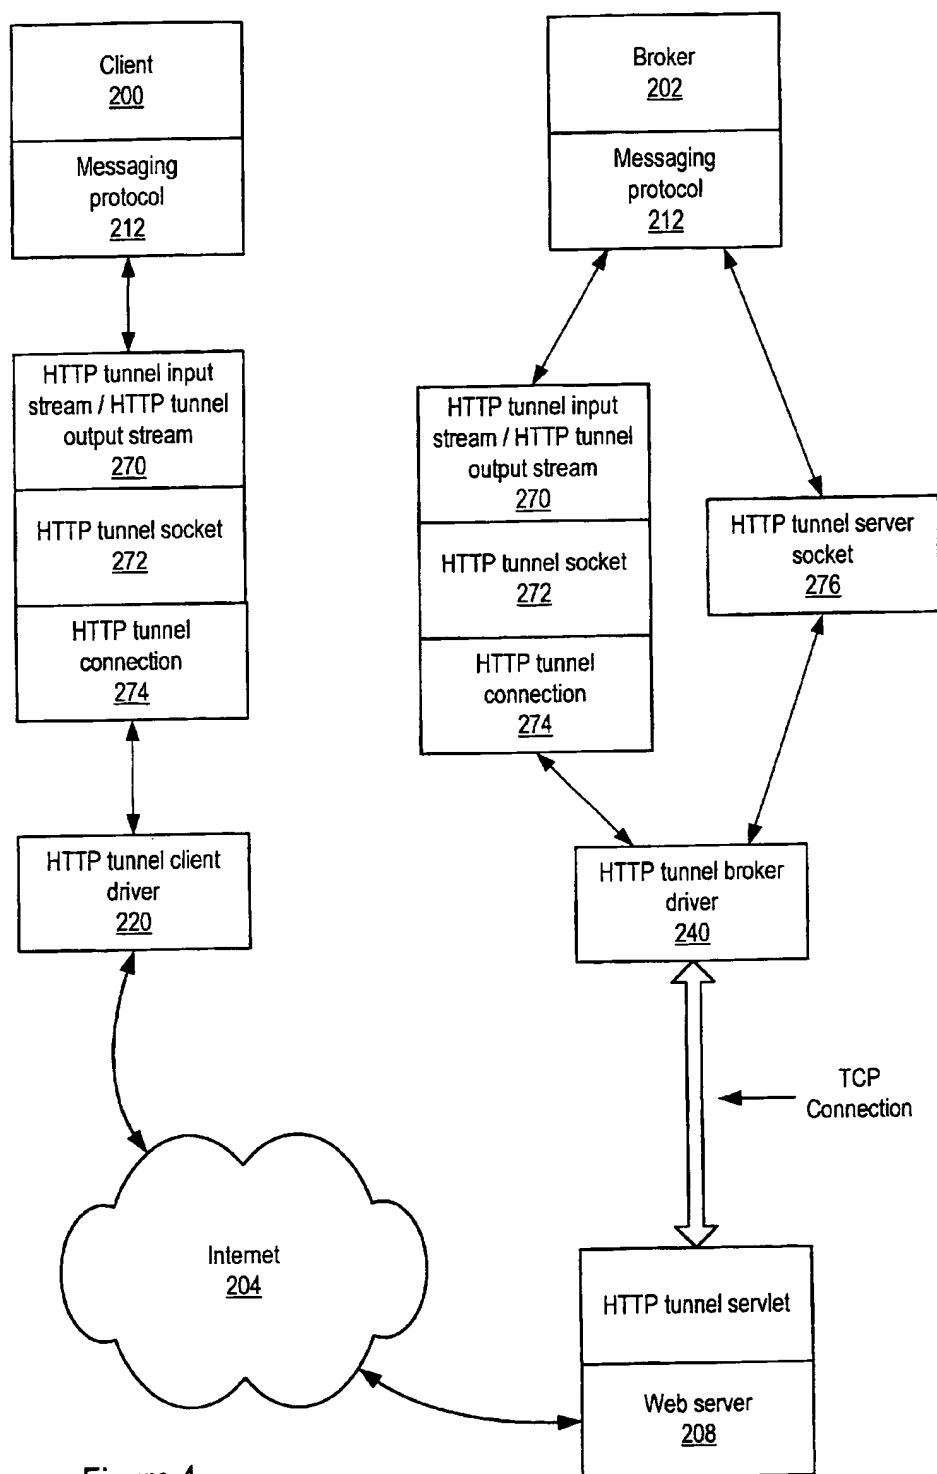 Client
200
Messaging
protocol
212
Broker
202
Messaging
protocol
212
HTTP tunnel input
stream / HTTP tunnel
output stream
270
HTTP tunnel socket
272
HTTP tunnel
connection
274
HTTP tunnel input
stream / HTTP tunnel
output stream
270
HTTP tunnel socket
272
HTTP tunnel
connection
274
HTTP tunnel server
socket
276
HTTP tunnel client
driver
220
HTTP tunnel broker
driver
240
TCP
Connection
Internet
204
HTTP tunnel servlet
Web server
208
Figure 4